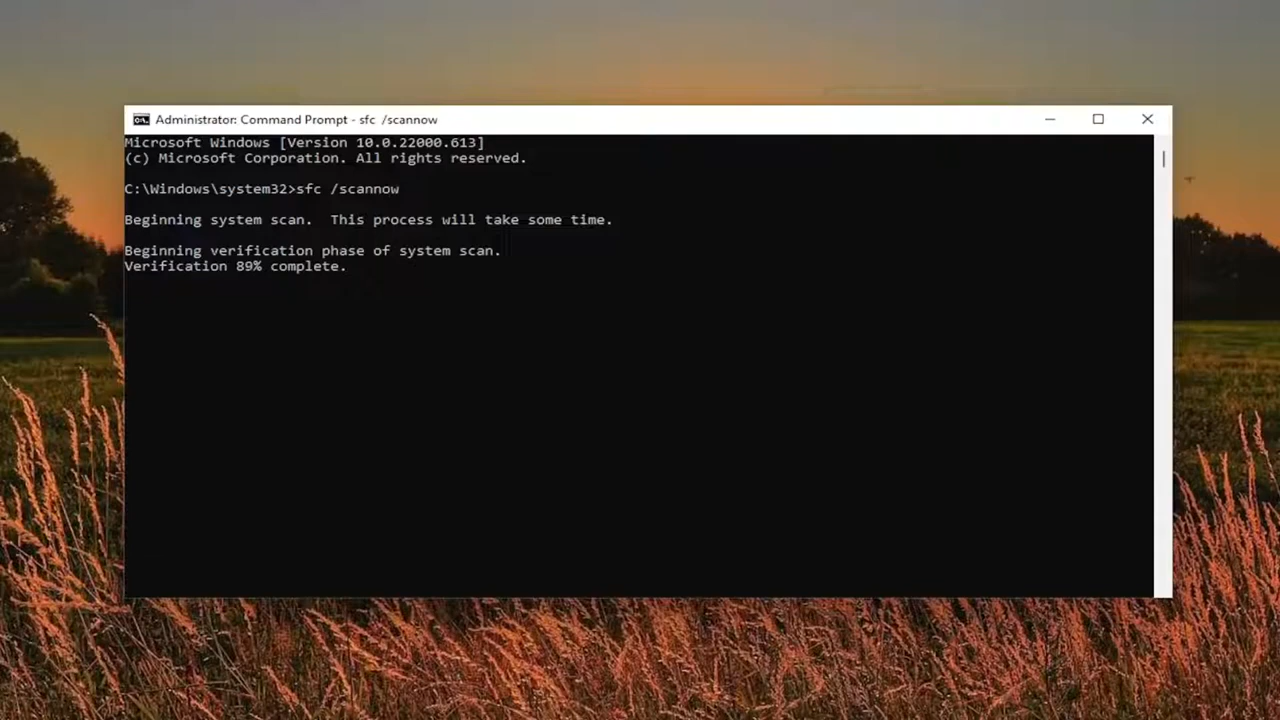 Administrator: Command Prompt - sfc  /scannow
Microsoft Windows [Version 10.0.22000.613]
(c) Microsoft Corporation. All rights reserved.
C:\Windows\system32>sfc /scannow
Beginning system scan.  This process will take some time.
Beginning verification phase of system scan.
Verification 89% complete.